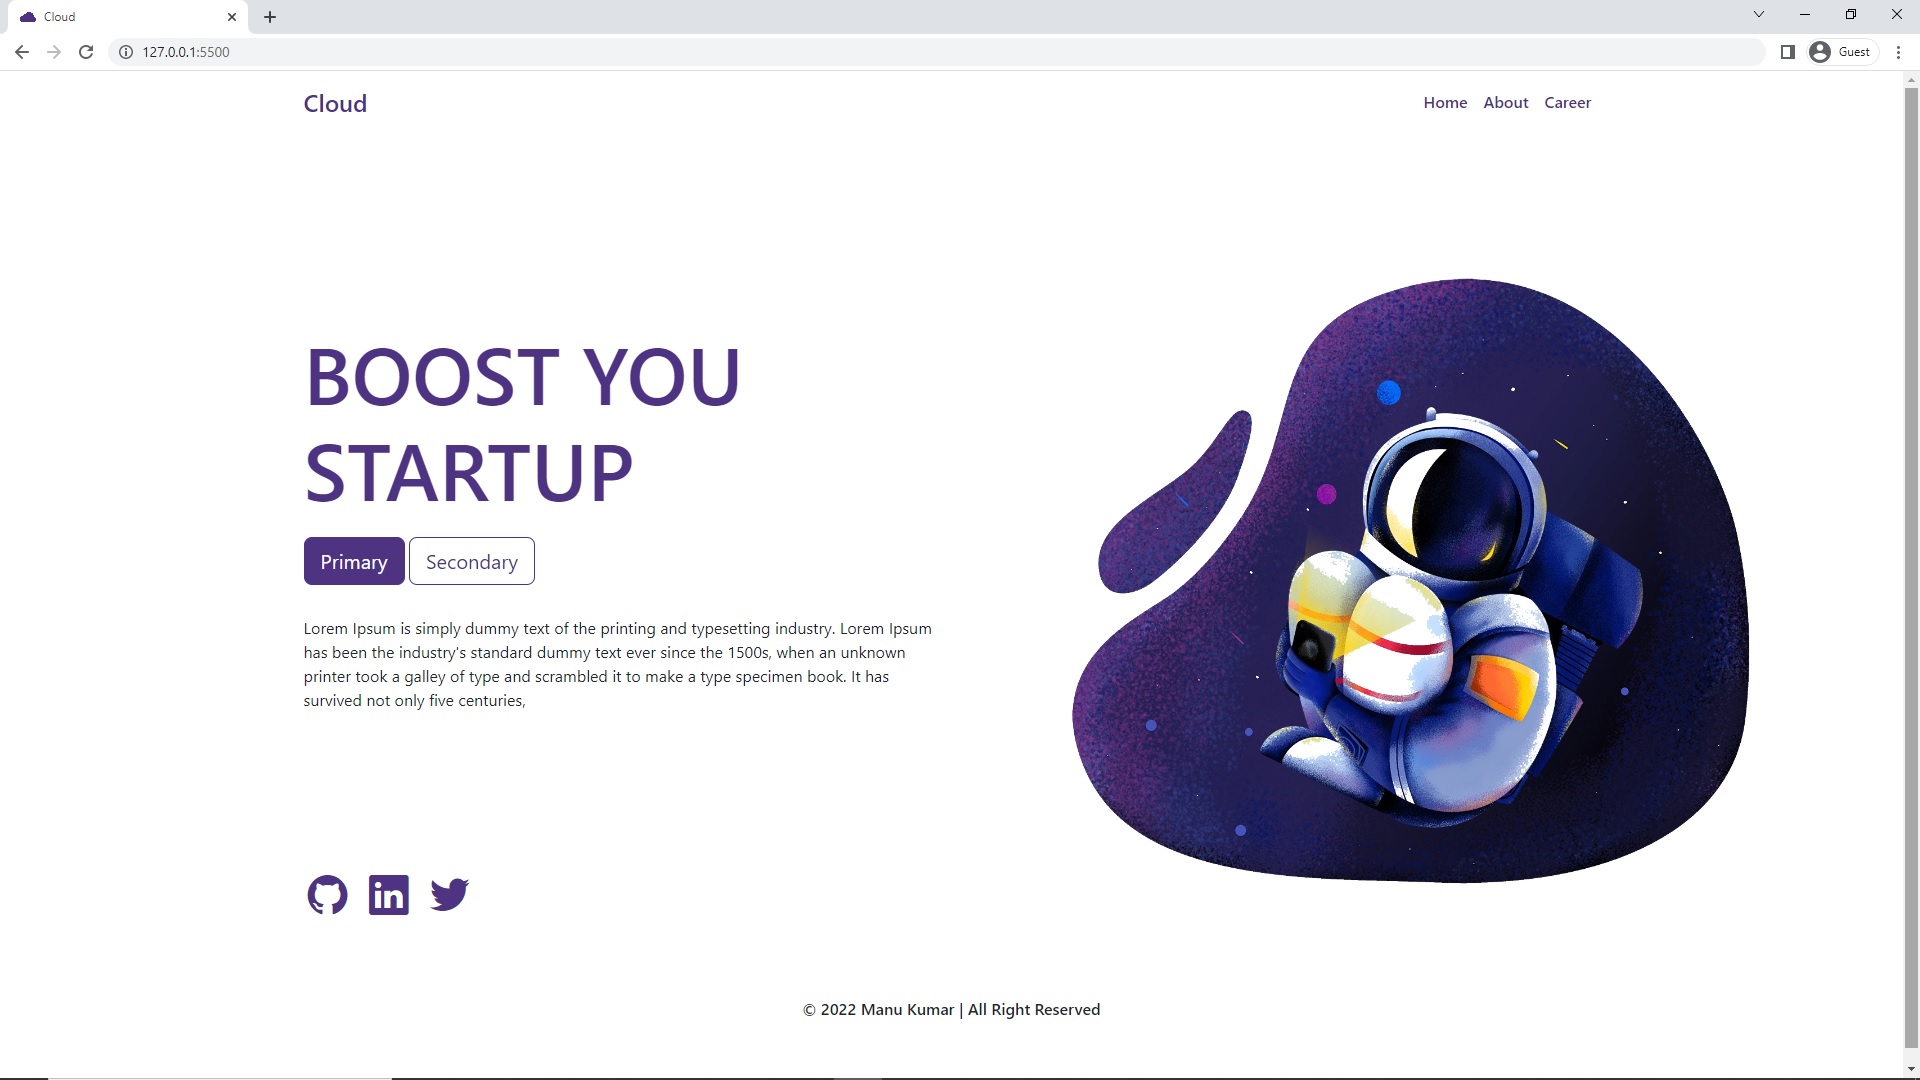 Cloud
127.0.0.1:5500
Guest
Cloud
Home About Career
BOOST YOU
STARTUP
Primary Secondary
Lorem Ipsum is simply dummy text of the printing and typesetting industry. Lorem Ipsum
has been the industry's standard dummy text ever since the 1500s, when an unknown
printer took a galley of type and scrambled it to make a type specimen book. It has
survived not only five centuries,
in
© 2022 Manu Kumar | All Right Reserved